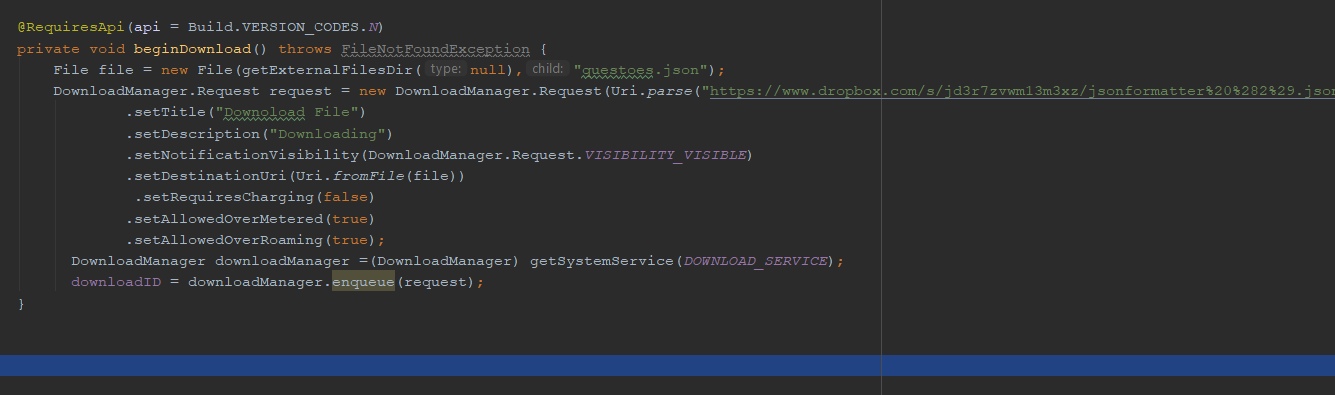 @RequiresApi(api = Build.VERSION_CODES.N)
private void beginDownload() throws FileNotFoundException {
File file = new File(getExternalFilesDir( type: null), child: "questoes.json");
DownloadManager.Request request = new DownloadManager.Request(Uri.parse("https://www.dropbox.com/s/jd3r7zvwm13m3xz/jsonformatter%20%282%29.json
.setTitle("Downoload File")
.setDescription("Downloading")
.setNotificationVisibility(DownloadManager.Request.VISIBILITY_VISIBLE)
.setDestinationUri(Uri.fromFile(file))
.setRequiresCharging(false)
.setAllowedOverMetered(true)
.setAllowedOverRoaming(true);
DownloadManager downloadManager =(DownloadManager) getSystemService(DOWNLOAD_SERVICE);
downloadID = downloadManager.enqueue(request);
}